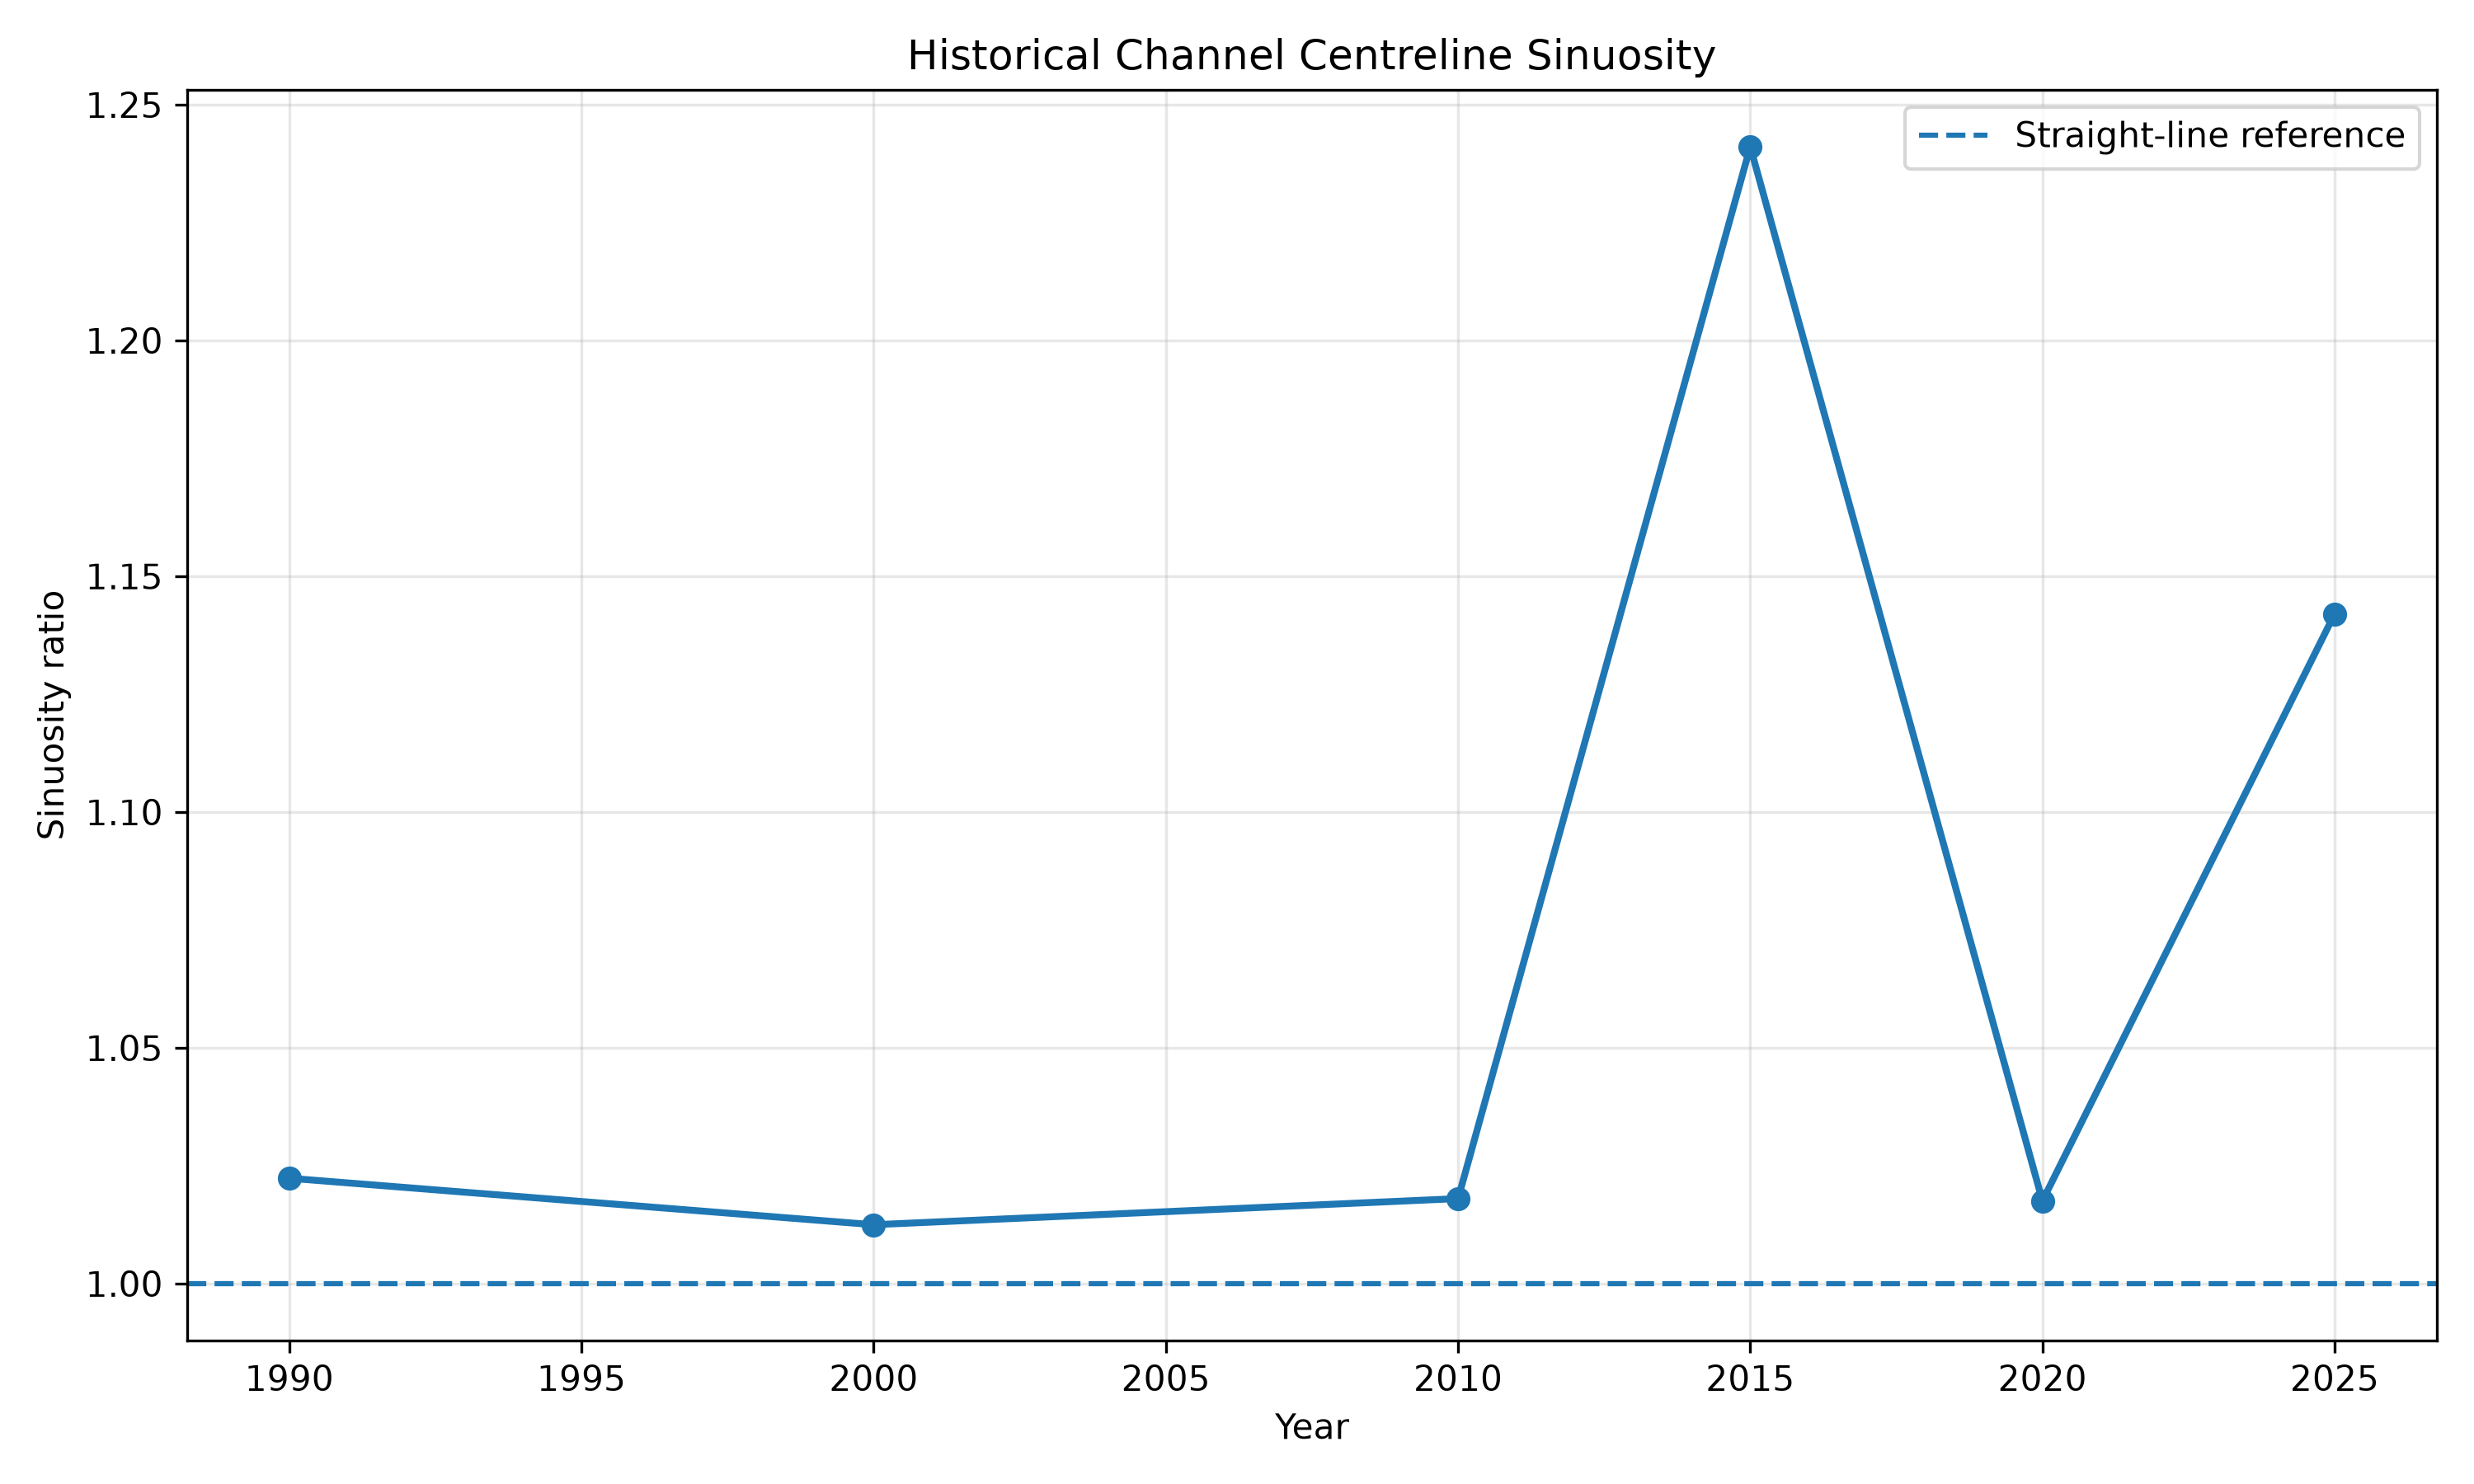 Historical Channel Centreline Sinuosity
Straight-line reference
Sinuosity ratio
1.25
1.20
1.15
1.10
1.05
1.00
1990 1995 2000 2005 2010 2015 2020 2025
Year